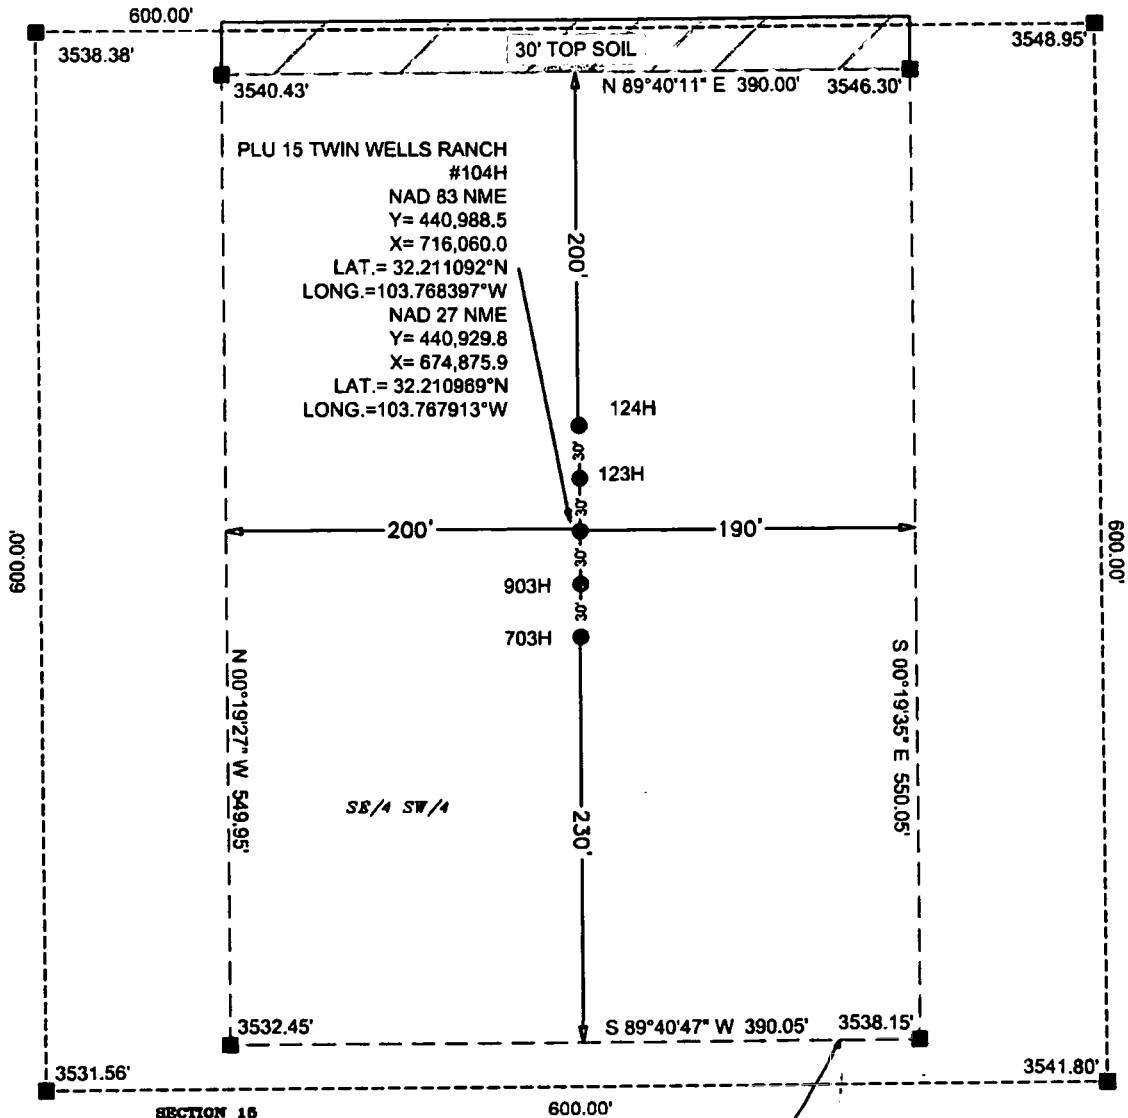 600.00'
3538.38'
3548.95'
30' TOP SOIL
3540.43'
N 89°40'11" E 390.00'
3546.30'
PLU 15 TWIN WELLS RANCH
#104H
NAD 83 NME
Y= 440,988.5
X= 716,060.0
LAT.= 32.211092°N
LONG.=103.768397°W
NAD 27 NME
Y= 440,929.8
X= 674,875.9
LAT.= 32.210969°N
LONG.=103.767913°W
200'
124H
30'
123H
30'
200'
190'
600.00'
600.00'
30'
903H
30'
703H
N 00°19'27" W 549.95'
S 00°19'35" E 550.05'
SE/4 SW/4
230'
3532.45'
S 89°40'47" W 390.05'
3538.15'
3531.56'
3541.80'
SECTION 15
600.00'